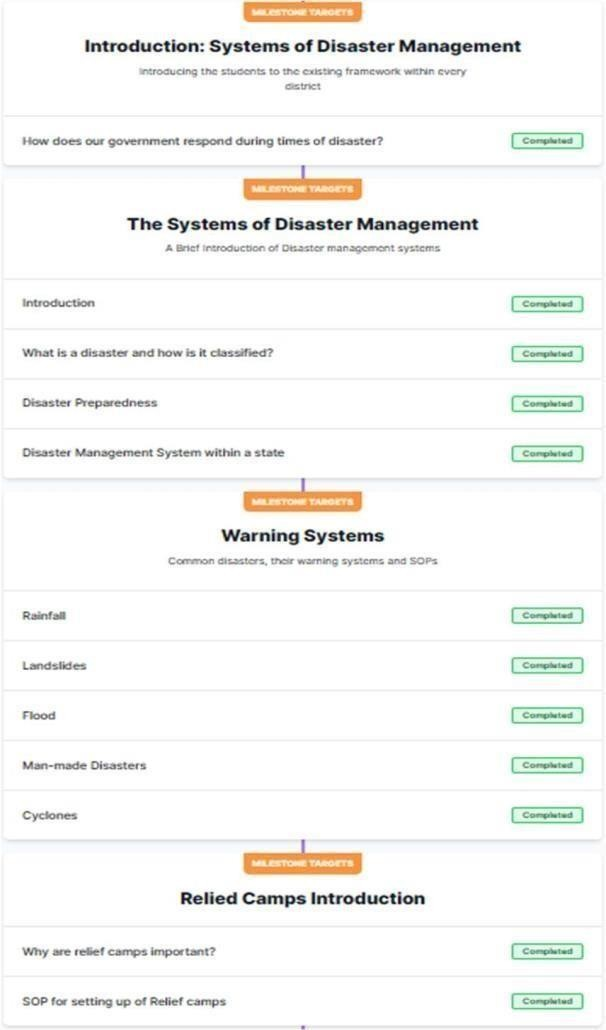 MILESTONE TARGETS
Introduction: Systems of Disaster Management
Introducing the students to the existing framework within every
district
How does our government respond during times of disaster?
Completed
MILESTONE TARGETS
The Systems of Disaster Management
A Brief Introduction of Disaster management systems
Introduction
Completed
What is a disaster and how is it classified?
Completed
Disaster Preparedness
Completed
Disaster Management System within a state
Completed
MILESTONE TARGETS
Warning Systems
Common disasters, their warning systems and SOPs
Rainfall
Completed
Landslides
Completed
Flood
Completed
Man-made Disasters
Completed
Cyclones
Completed
MILESTONE TARGETS
Relied Camps Introduction
Why are relief camps important?
Completed
SOP for setting up of Relief camps
Completed